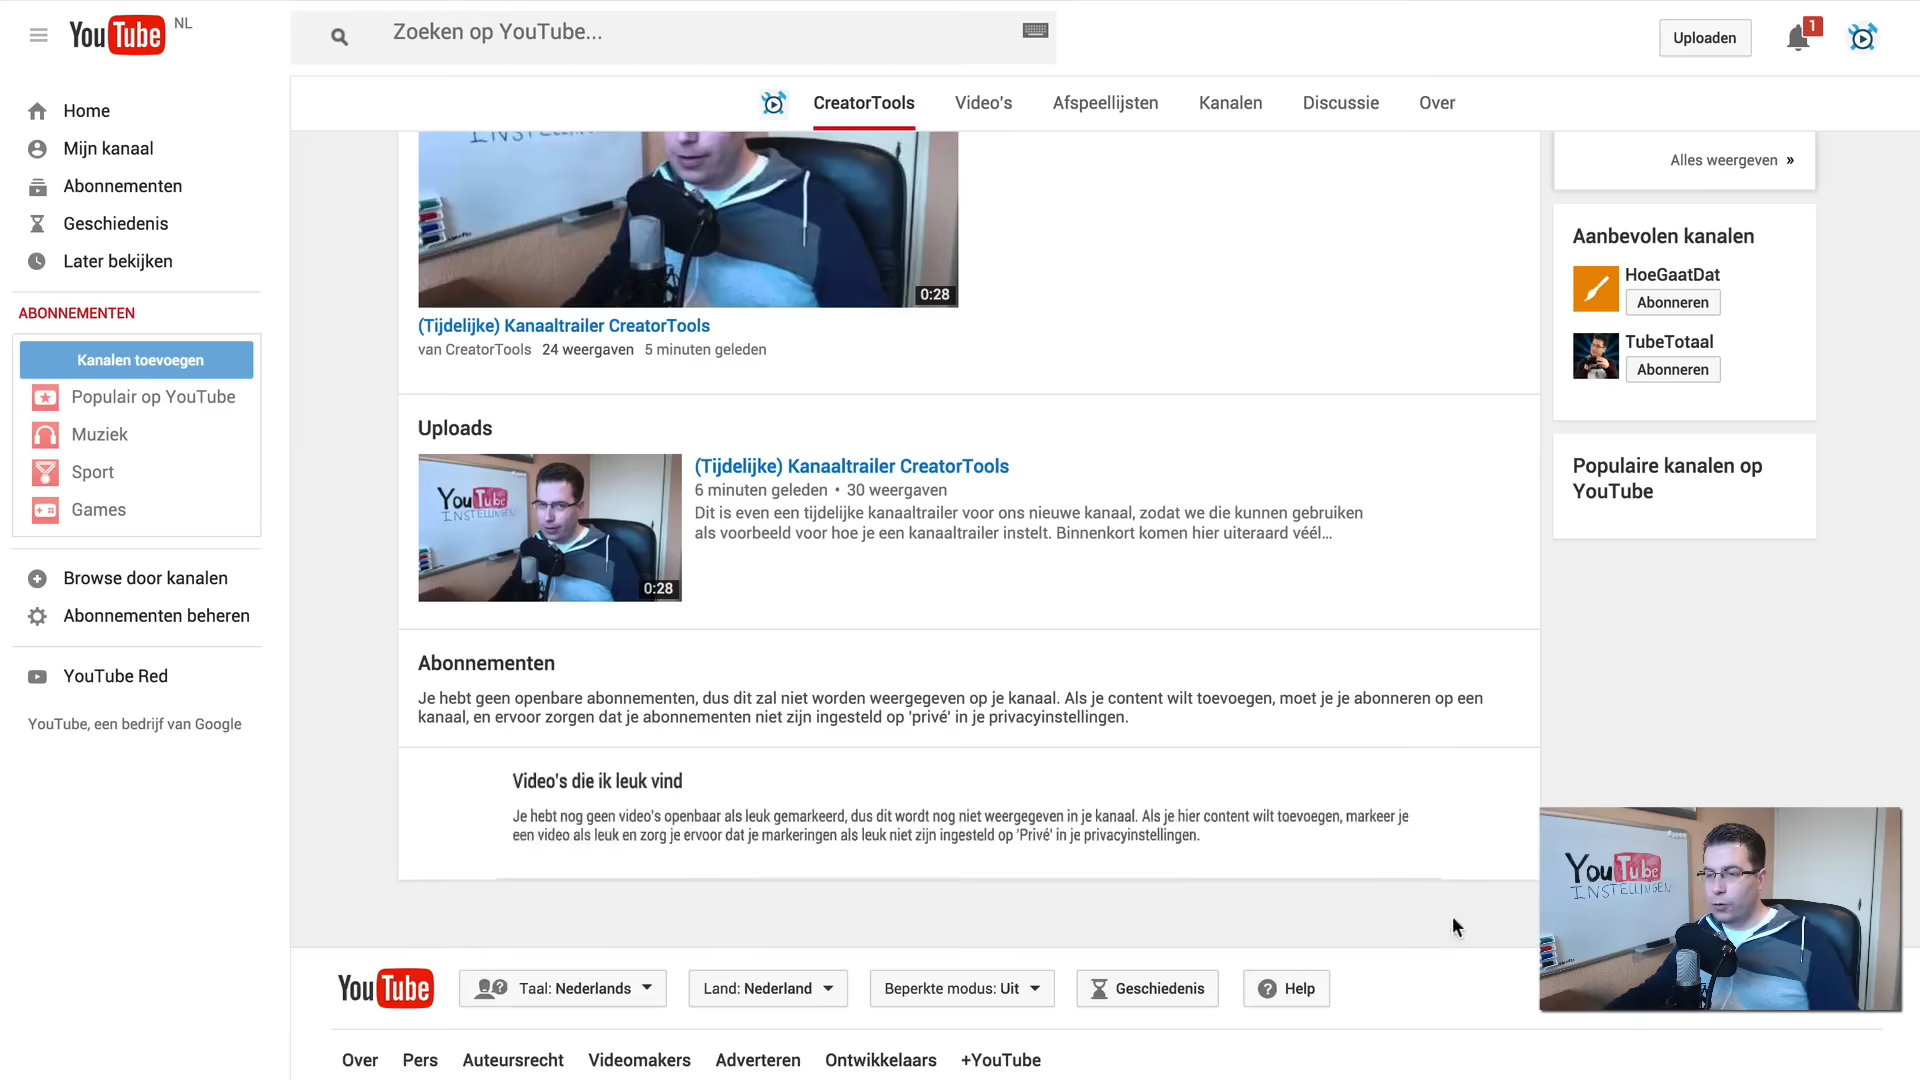 YouTube NL
Zoeken op YouTube...
Uploaden
1
Home
Mijn kanaal
Abonnementen
Geschiedenis
Later bekijken
ABONNEMENTEN
Kanalen toevoegen
Populair op YouTube
Muziek
Sport
Games
Browse door kanalen
Abonnementen beheren
YouTube Red
YouTube, een bedrijf van Google
CreatorTools Video's Afspeellijsten Kanalen Discussie Over
INSTELLINGEN
0:28
(Tijdelijke) Kanaaltrailer CreatorTools
van CreatorTools 24 weergaven 5 minuten geleden
Uploads
YouTube
INSTELLINGEN
0:28
(Tijdelijke) Kanaaltrailer CreatorTools
6 minuten geleden • 30 weergaven
Dit is even een tijdelijke kanaaltrailer voor ons nieuwe kanaal, zodat we die kunnen gebruiken
als voorbeeld voor hoe je een kanaaltrailer instelt. Binnenkort komen hier uiteraard véél...
Abonnementen
Je hebt geen openbare abonnementen, dus dit zal niet worden weergegeven op je kanaal. Als je content wilt toevoegen, moet je je abonneren op een
kanaal, en ervoor zorgen dat je abonnementen niet zijn ingesteld op 'privé' in je privacyinstellingen.
Video's die ik leuk vind
Je hebt nog geen video's openbaar als leuk gemarkeerd, dus dit wordt nog niet weergegeven in je kanaal. Als je hier content wilt toevoegen, markeer je
een video als leuk en zorg je ervoor dat je markeringen als leuk niet zijn ingesteld op 'Privé' in je privacyinstellingen.
Alles weergeven »
Aanbevolen kanalen
HoeGaatDat
Abonneren
TubeTotaal
Abonneren
Populaire kanalen op
YouTube
YouTube
INSTELLINGEN
YouTube Taal: Nederlands Land: Nederland Beperkte modus: Uit Geschiedenis Help
Over Pers Auteursrecht Videomakers Adverteren Ontwikkelaars +YouTube